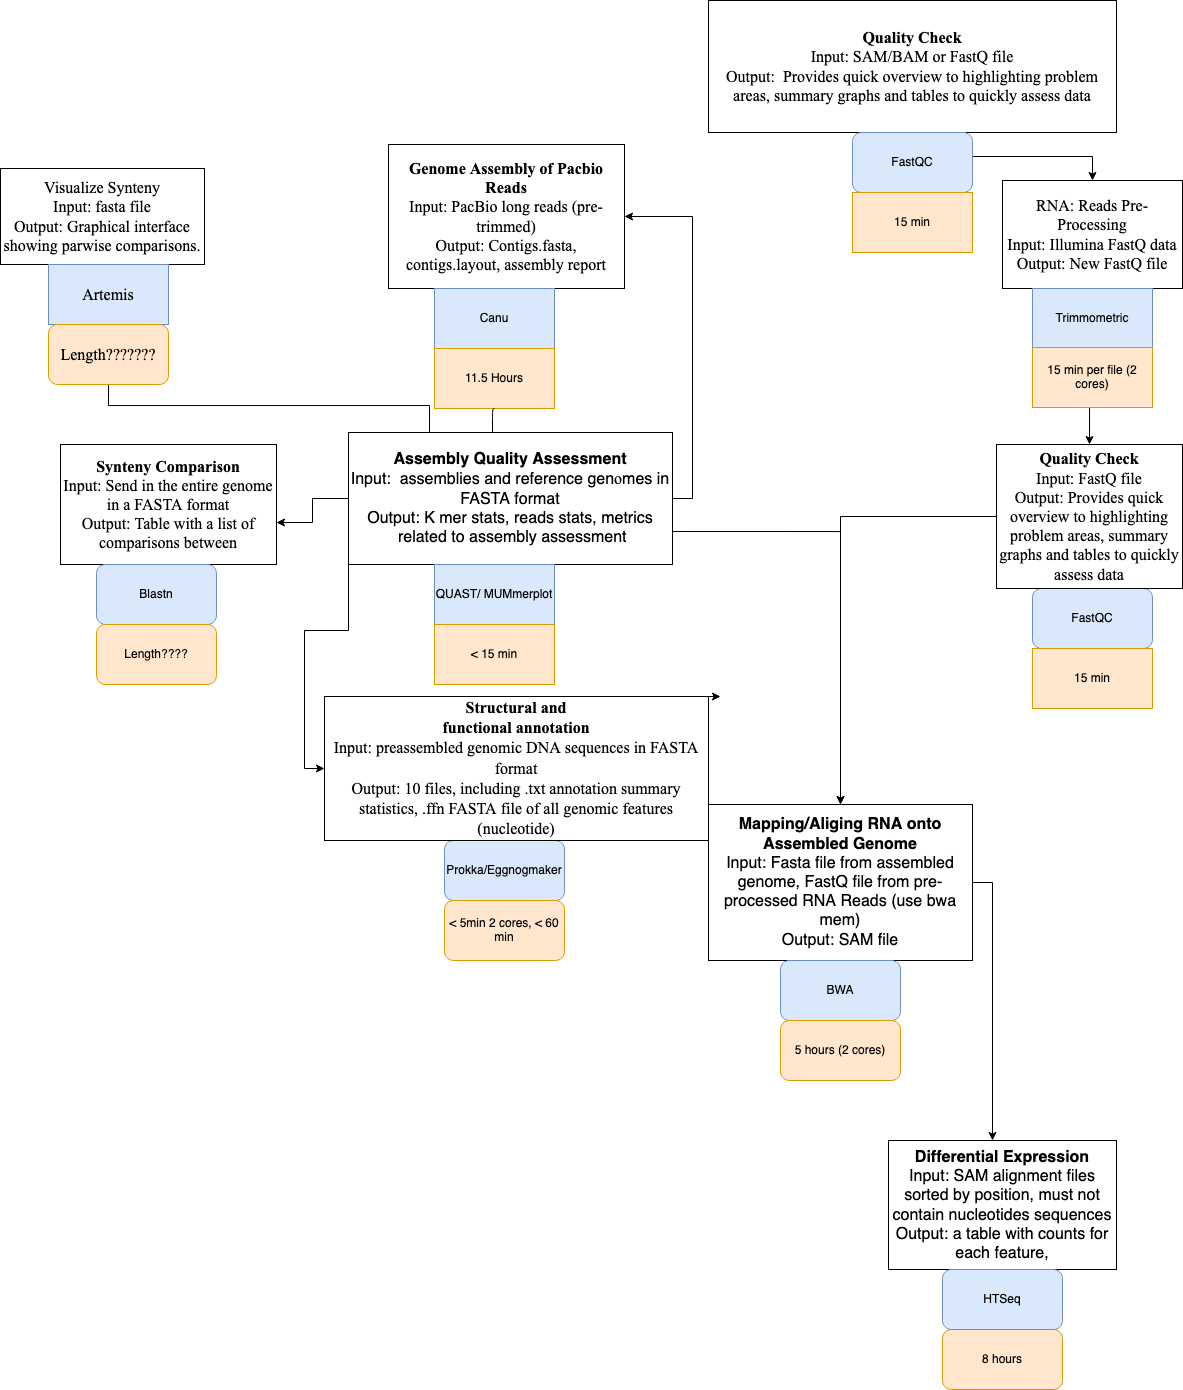 Quality Check
Input: SAM/BAM or FastQ file
Output: Provides quick overview to highlighting problem
areas, summary graphs and tables to quickly assess data
FastQC
15 min
Genome Assembly of Pacbio
Reads
Input: PacBio long reads (pre-
trimmed)
Output: Contigs.fasta,
contigs.layout, assembly report
Canu
11.5 Hours
Visualize Synteny
Input: fasta file
Output: Graphical interface
showing parwise comparisons.
Artemis
Length???????
RNA: Reads Pre-
Processing
Input: Illumina FastQ data
Output: New FastQ file
Trimmometric
15 min per file (2
cores)
Synteny Comparison
Input: Send in the entire genome
in a FASTA format
Output: Table with a list of
comparisons between
Blastn
Length????
Assembly Quality Assessment
Input: assemblies and reference genomes in
FASTA format
Output: K mer stats, reads stats, metrics
related to assembly assessment
QUAST/ MUMmerplot
< 15 min
Quality Check
Input: FastQ file
Output: Provides quick
overview to highlighting
problem areas, summary
graphs and tables to quickly
assess data
FastQC
15 min
Structural and
functional annotation
Input: preassembled genomic DNA sequences in FASTA
format
Output: 10 files, including .txt annotation summary
statistics, .ffn FASTA file of all genomic features
(nucleotide)
Prokka/Eggnogmaker
< 5min 2 cores, < 60
min
Mapping/Aliging RNA onto
Assembled Genome
Input: Fasta file from assembled
genome, FastQ file from pre-
processed RNA Reads (use bwa
mem)
Output: SAM file
BWA
5 hours (2 cores)
Differential Expression
Input: SAM alignment files
sorted by position, must not
contain nucleotides sequences
Output: a table with counts for
each feature,
HTSeq
8 hours